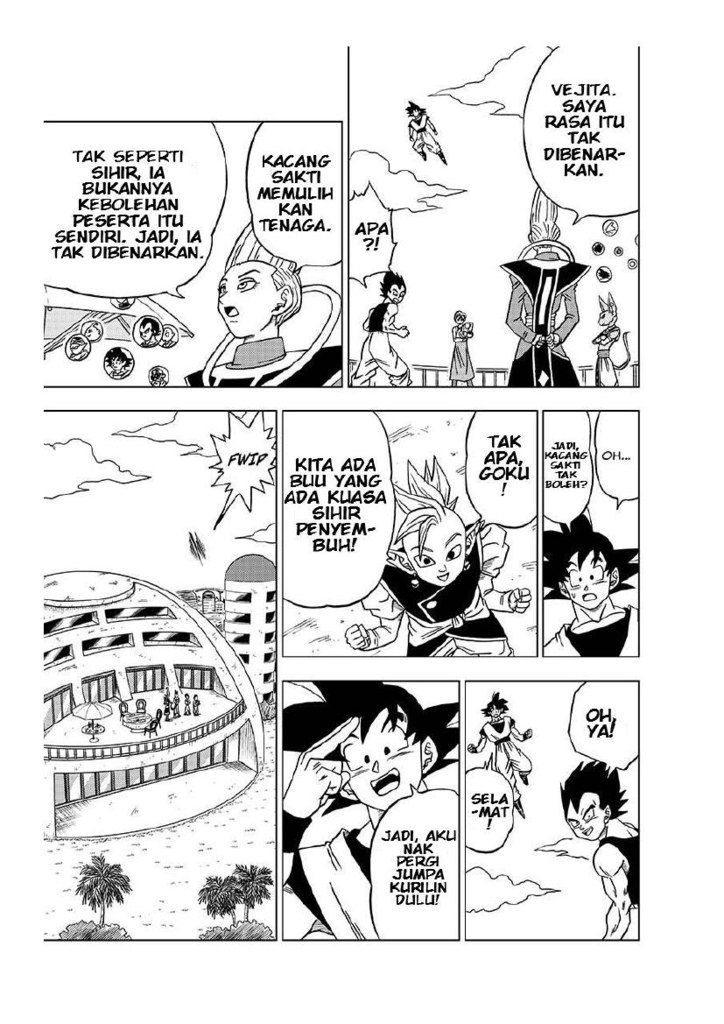 VEJITA.
SAYA
RASA ITU
TAK
DIBENAR-
KAN.
APA
?!
KACANG
SAKTI
MEMULIH
KAN
TENAGA.
TAK SEPERTI
SIHIR, IA
BUKANNYA
KEBOLEHAN
PESERTA ITU
SENDIRI. JADI, IA
TAK DIBENARKAN.
OH...
JADI,
KACANG
SAKTI
TAK
BOLEH?
TAK
APA,
GOKU
!
KITA ADA
BUU YANG
ADA KUASA
SIHIR
PENYEM-
BUH!
OH,
YA!
SELA
-MAT
!
JADI, AKU
NAK
PERGI
JUMPA
KURILIN
DULU!
FWIP